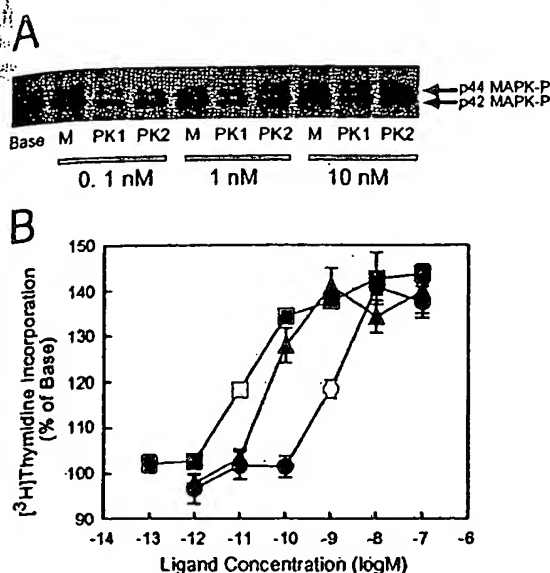 A
p44 MAPK-P
p42 MAPK-P
Base M PK1 PK2 M PK1 PK2 M PK1 PK2
0. 1 nM 1 nM 10 nM
B
[³H]Thymidine Incorporation
(% of Base)
150
140
130
120
110
100
90
-14 -13 -12 -11 -10 -9 -8 -7 -6
Ligand Concentration (logM)